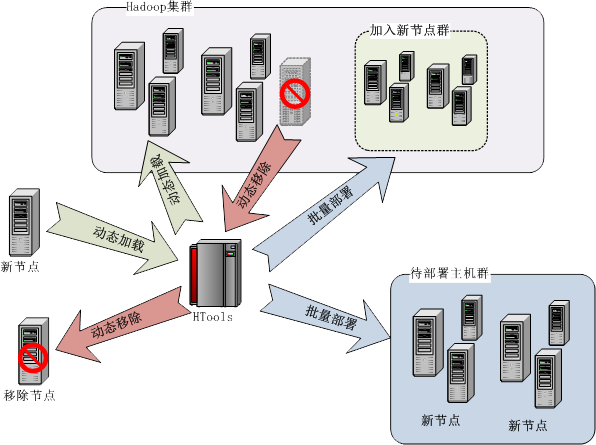 Hadoop集群
加入新节点群
动态加载
动态移除
批量部署
动态加载
新节点
HTools
待部署主机群
动态移除
批量部署
移除节点
新节点
新节点